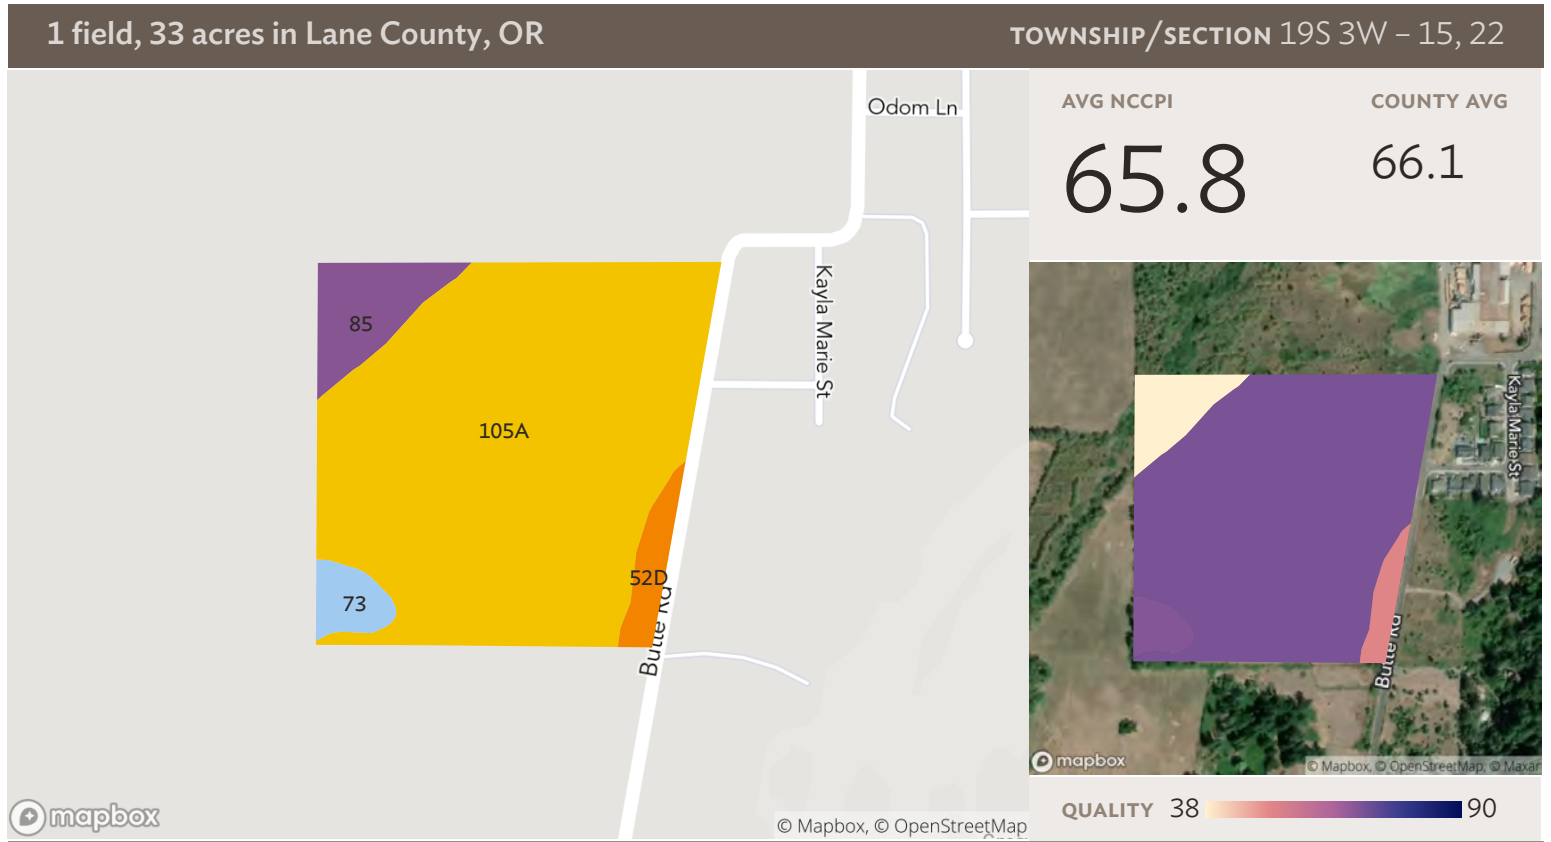 1 field, 33 acres in Lane County, OR
TOWNSHIP/SECTION 19S 3W – 15, 22
AVG NCCPI
COUNTY AVG
65.8
66.1
Odom Ln
Kayla Marie St
85
105A
52D
73
Butte Rd
mapbox
© Mapbox, © OpenStreetMap
Kayla Marie St
Butte Rd
mapbox
© Mapbox, © OpenStreetMap, © Maxar
QUALITY 38 90